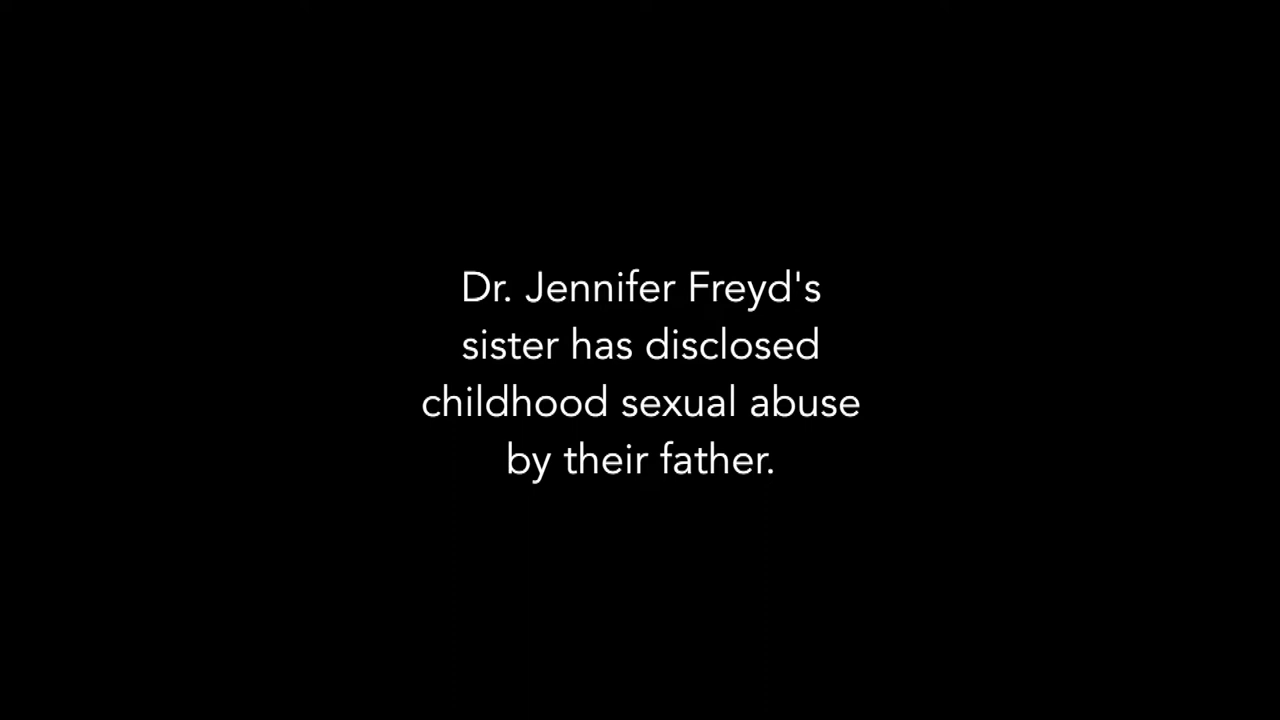 Dr. Jennifer Freyd's
sister has disclosed
childhood sexual abuse
by their father.